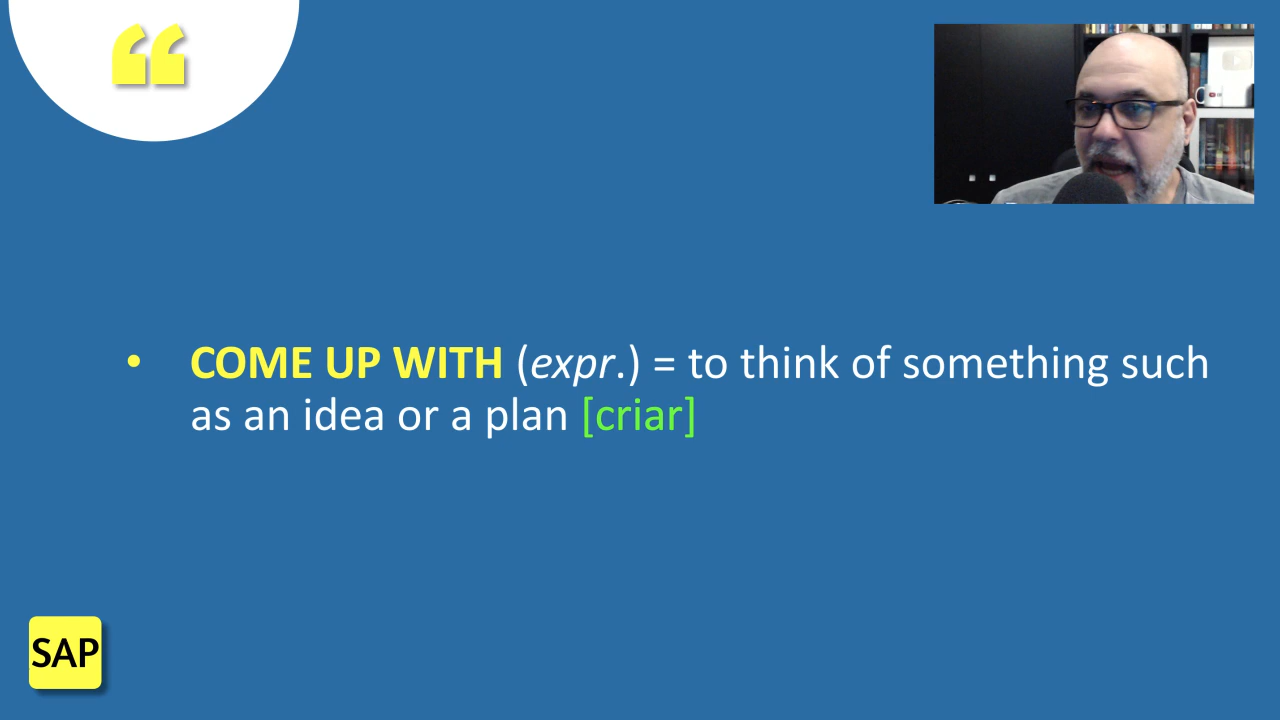 “
• COME UP WITH (expr.) = to think of something such
as an idea or a plan [criar]
SAP